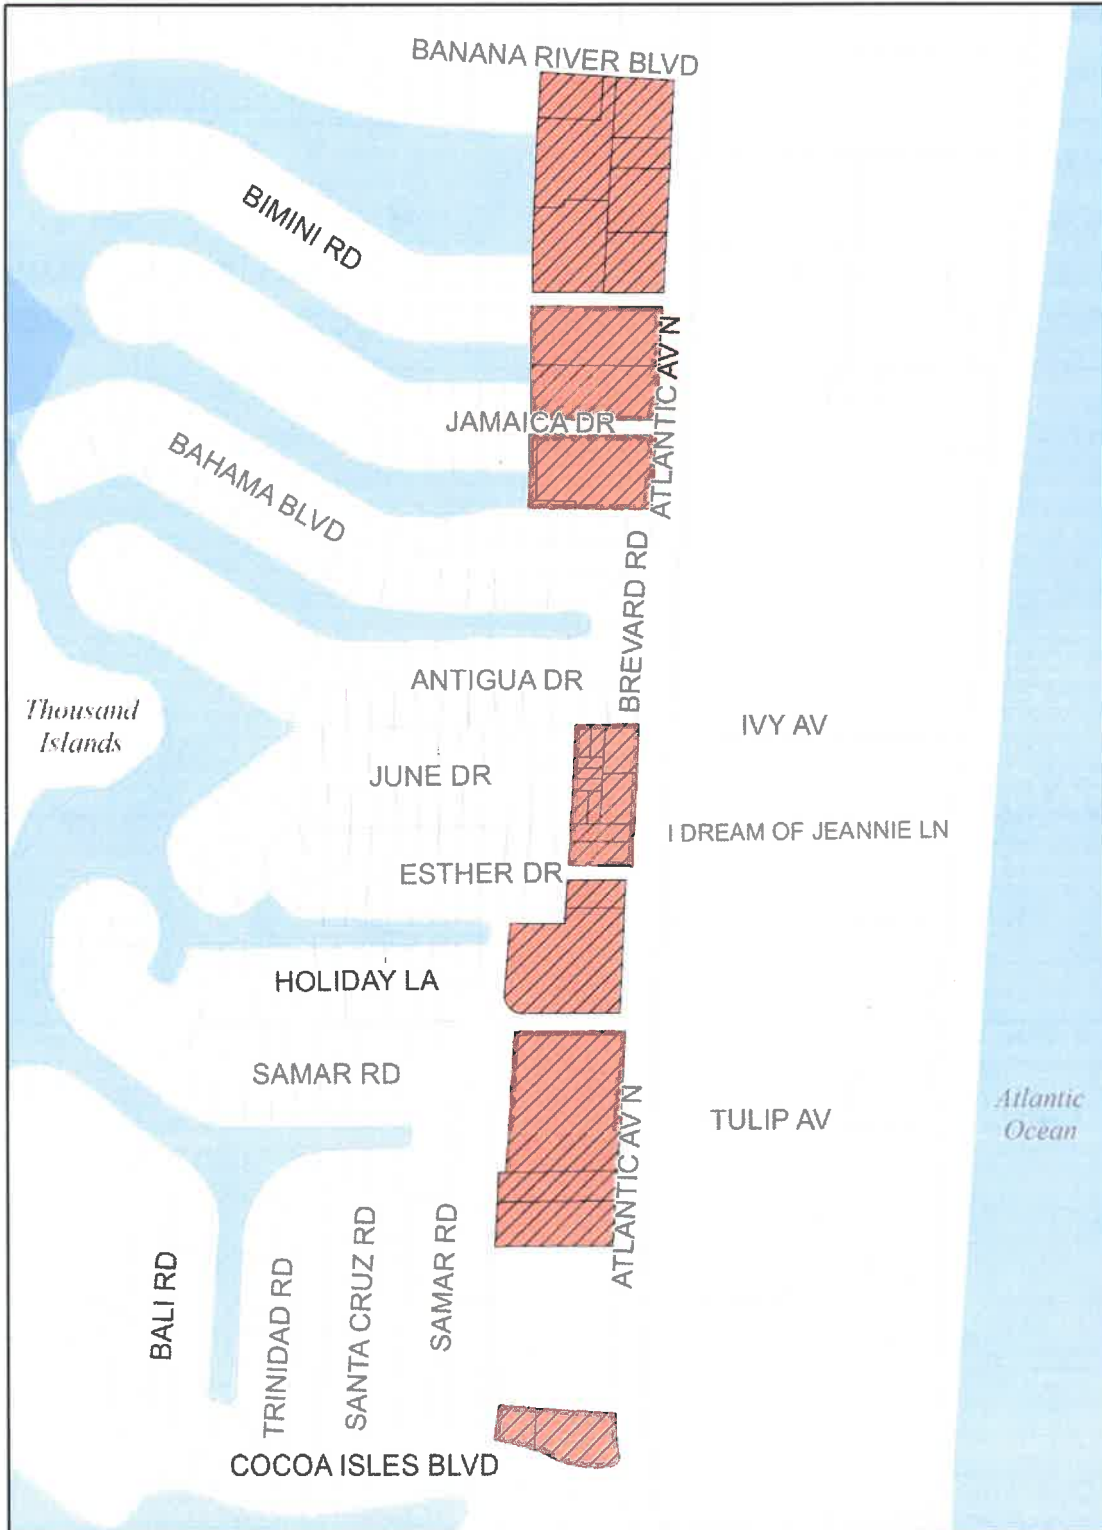 BANANA RIVER BLVD
BIMINI RD
ATLANTIC AV N
JAMAICA DR
BAHAMA BLVD
BREVARD RD
ANTIGUA DR
Thousand
Islands
IVY AV
JUNE DR
I DREAM OF JEANNIE LN
ESTHER DR
HOLIDAY LA
SAMAR RD
Atlantic
Ocean
TULIP AV
ATLANTIC AV N
BALI RD
TRINIDAD RD
SANTA CRUZ RD
SAMAR RD
COCOA ISLES BLVD